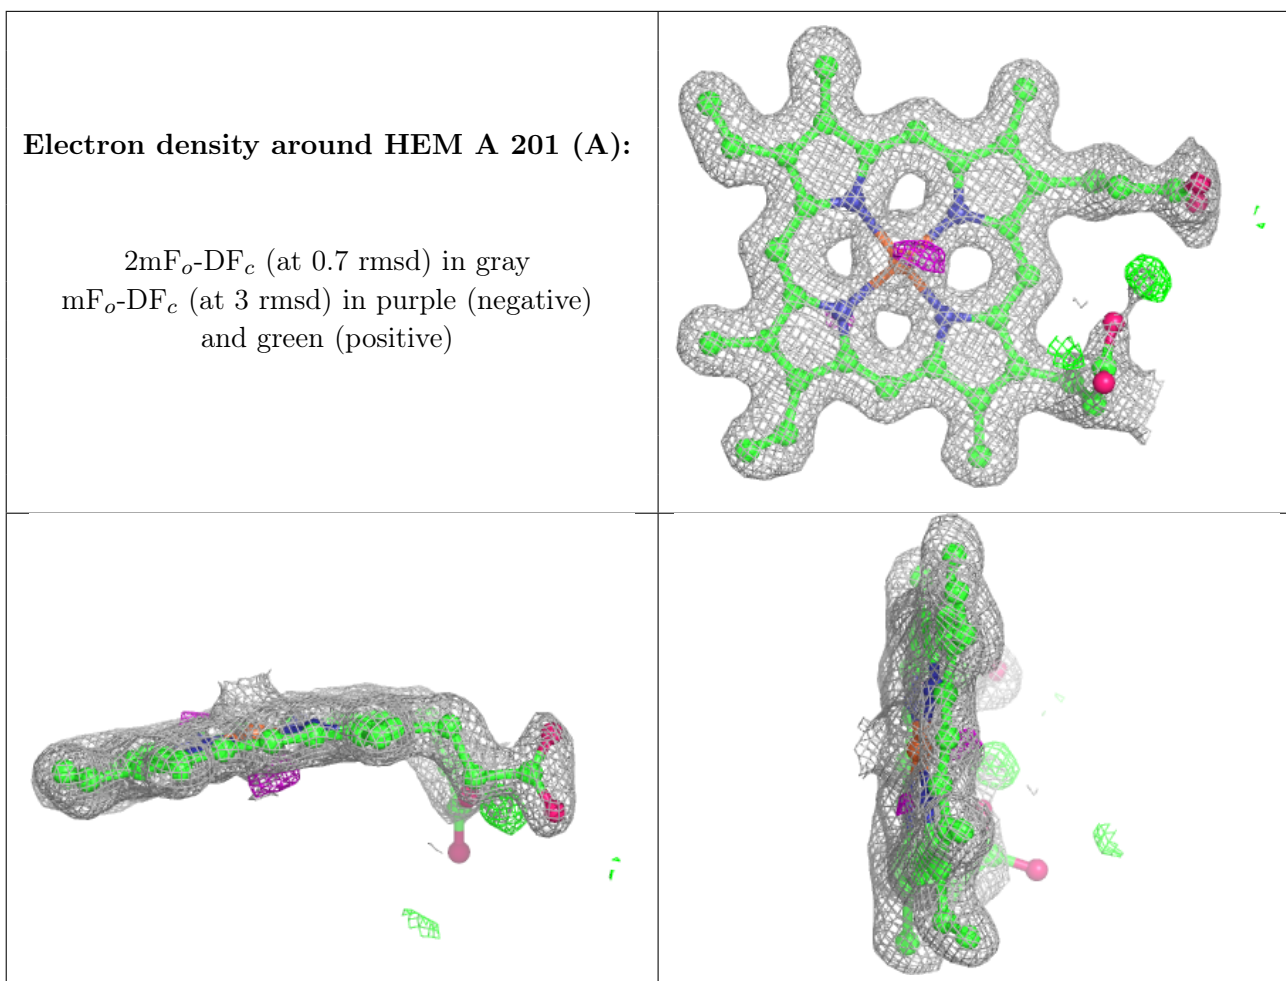 Electron density around HEM A 201 (A):
2mFo-DFc (at 0.7 rmsd) in gray
mFo-DFc (at 3 rmsd) in purple (negative)
and green (positive)